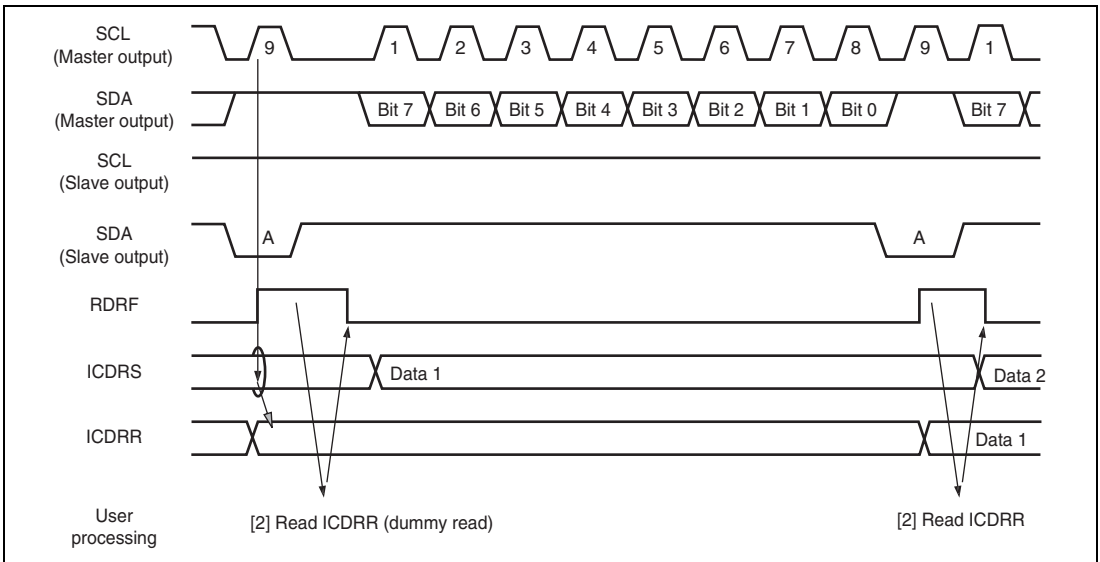 SCL
(Master output)
9 1 2 3 4 5 6 7 8 9 1
SDA
(Master output)
Bit 7 Bit 6 Bit 5 Bit 4 Bit 3 Bit 2 Bit 1 Bit 0 Bit 7
SCL
(Slave output)
SDA
(Slave output)
A A
RDRF
ICDRS
Data 1 Data 2
ICDRR
Data 1
User
processing
[2] Read ICDRR (dummy read) [2] Read ICDRR